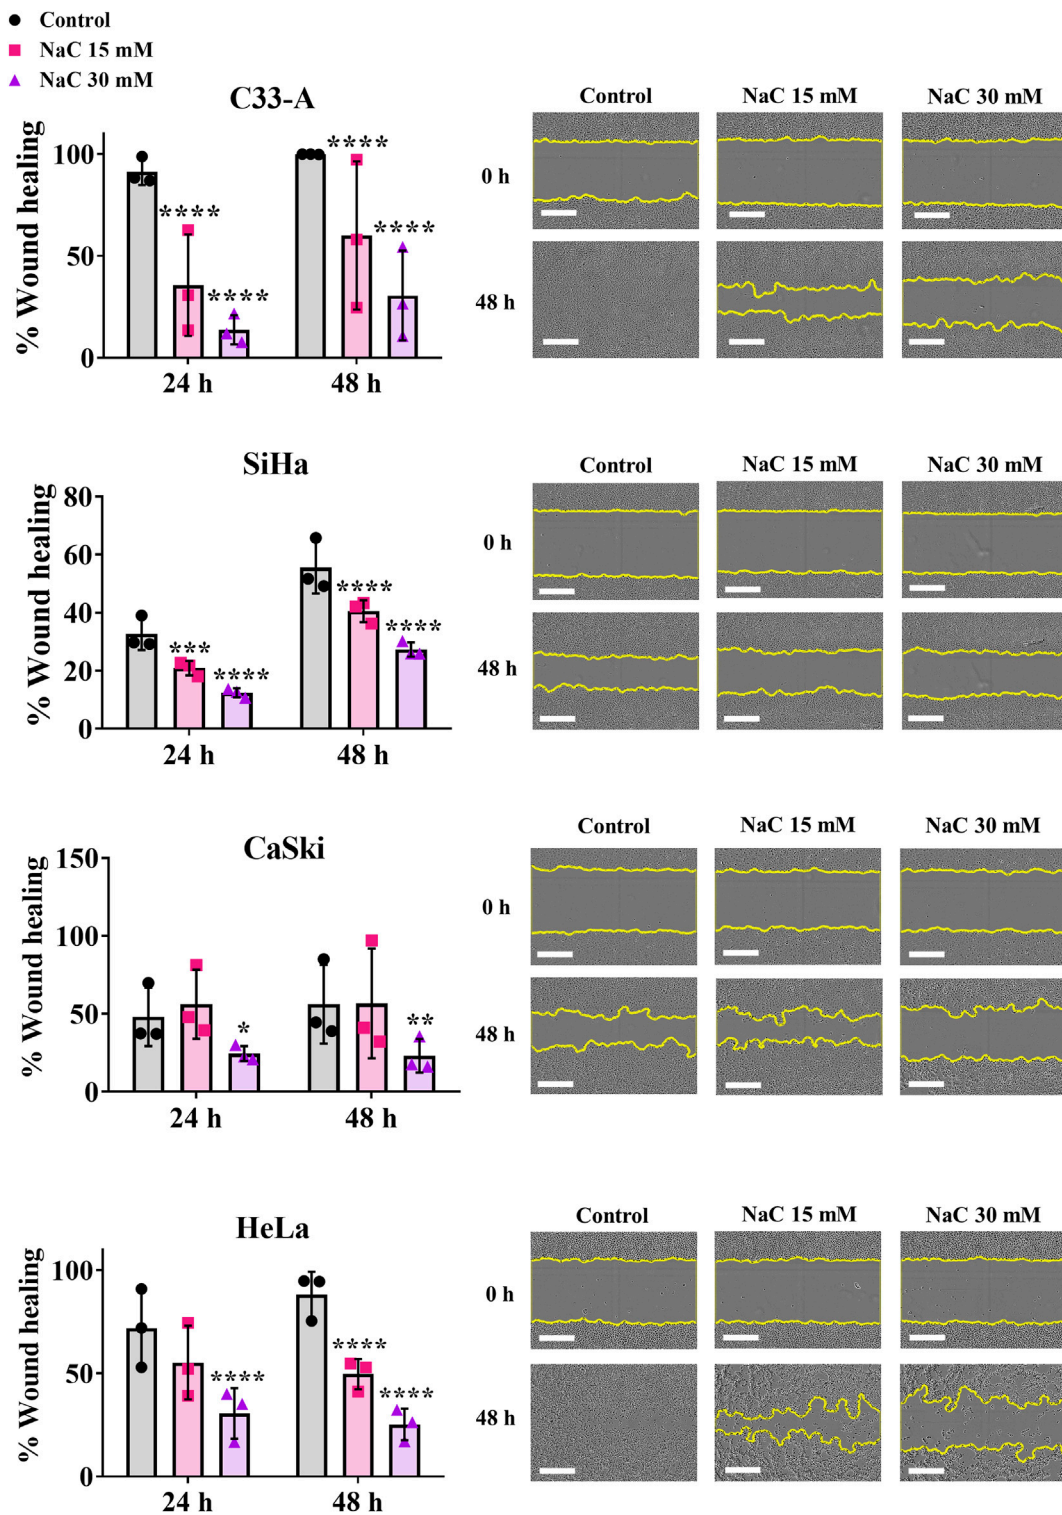 Control
NaC 15 mM
NaC 30 mM
C33-A
% Wound healing
100
50
0
****
****
****
****
24 h
48 h
Control
NaC 15 mM
NaC 30 mM
0 h
48 h
SiHa
% Wound healing
80
60
40
20
0
***
****
****
****
24 h
48 h
Control
NaC 15 mM
NaC 30 mM
0 h
48 h
CaSki
% Wound healing
150
100
50
0
*
**
24 h
48 h
Control
NaC 15 mM
NaC 30 mM
0 h
48 h
HeLa
% Wound healing
100
50
0
****
****
****
24 h
48 h
Control
NaC 15 mM
NaC 30 mM
0 h
48 h